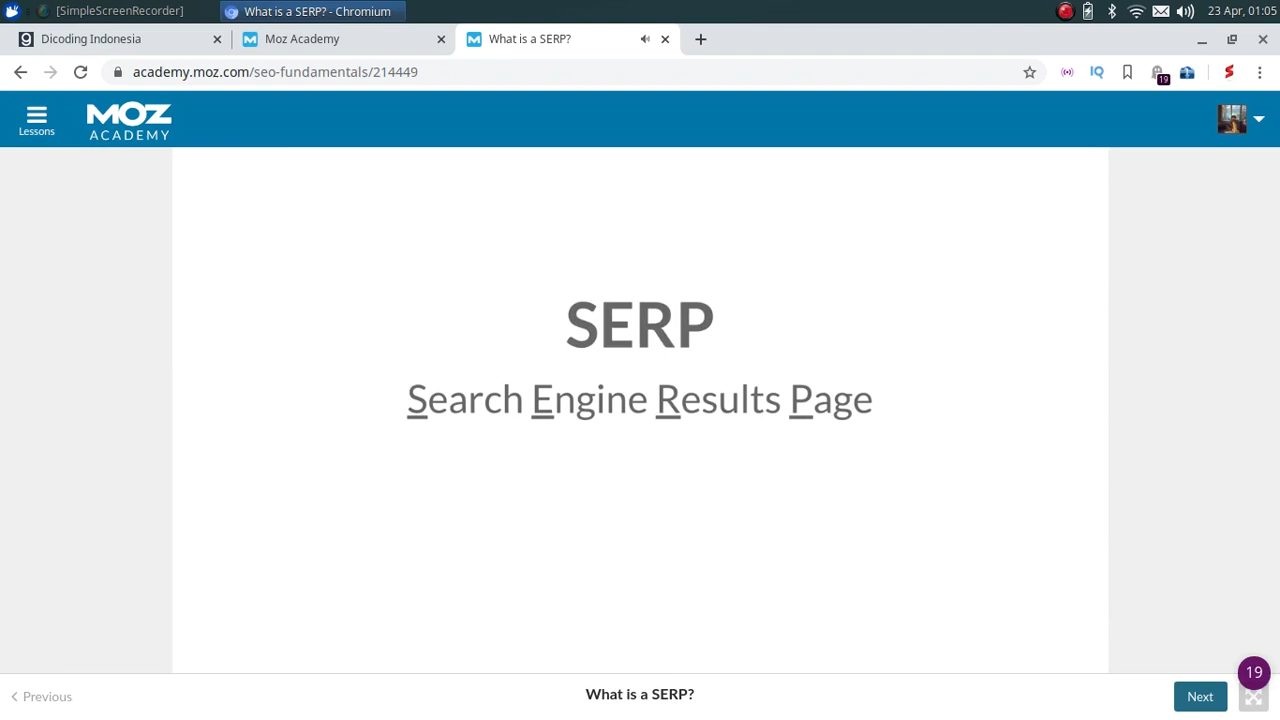 [SimpleScreenRecorder] What is a SERP? - Chromium 23 Apr, 01:05
Dicoding Indonesia Moz Academy What is a SERP?
academy.moz.com/seo-fundamentals/214449 IQ 19
Lessons MOZ
ACADEMY
SERP
Search Engine Results Page
19
Previous What is a SERP? Next